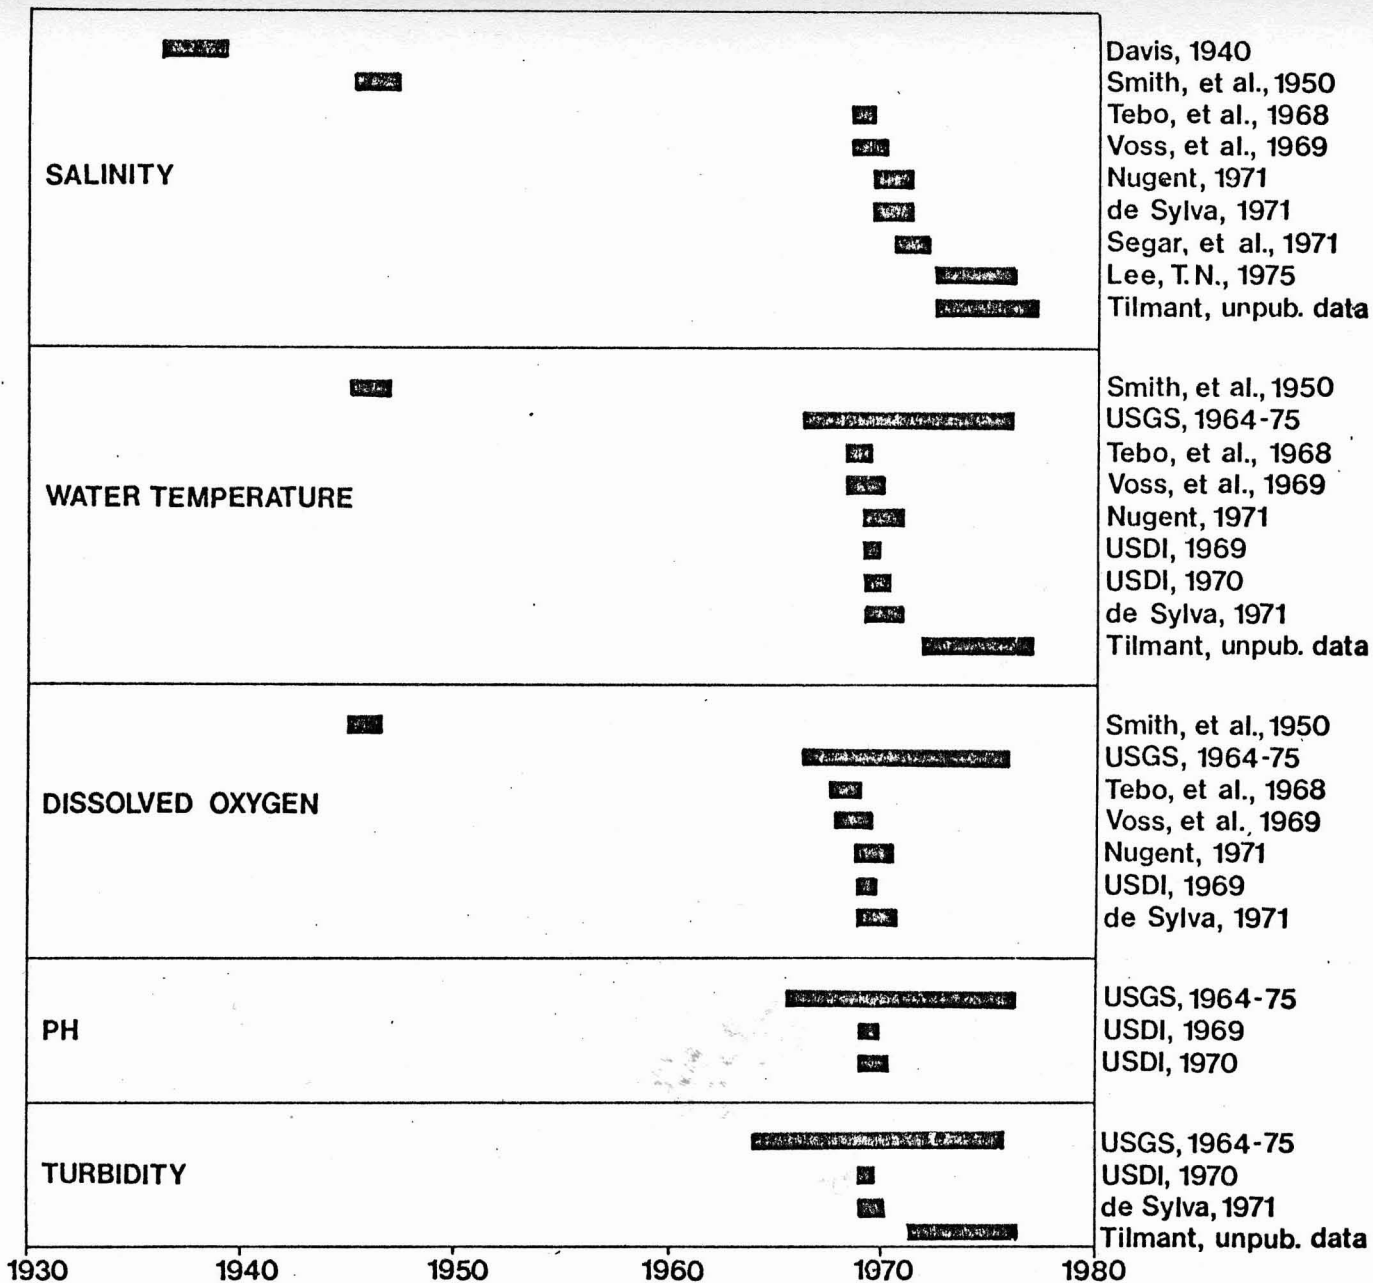 Davis, 1940
Smith, et al., 1950
Tebo, et al., 1968
Voss, et al., 1969
SALINITY
Nugent, 1971
de Sylva, 1971
Segar, et al., 1971
Lee, T.N., 1975
Tilmant, unpub. data
Smith, et al., 1950
USGS, 1964-75
Tebo, et al., 1968
Voss, et al., 1969
WATER TEMPERATURE
Nugent, 1971
USDI, 1969
USDI, 1970
de Sylva, 1971
Tilmant, unpub. data
Smith, et al., 1950
USGS, 1964-75
Tebo, et al., 1968
DISSOLVED OXYGEN
Voss, et al., 1969
Nugent, 1971
USDI, 1969
de Sylva, 1971
USGS, 1964-75
PH
USDI, 1969
USDI, 1970
USGS, 1964-75
TURBIDITY
USDI, 1970
de Sylva, 1971
Tilmant, unpub. data
1930 1940 1950 1960 1970 1980